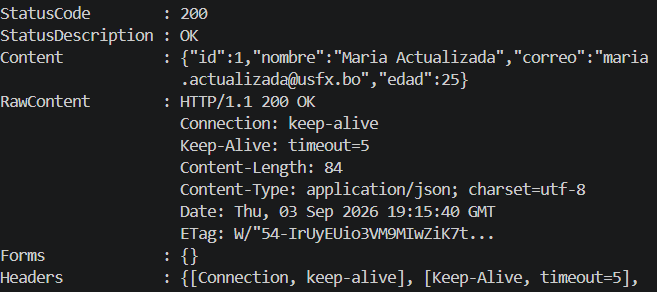 StatusCode        : 200
StatusDescription : OK
Content           : {"id":1,"nombre":"Maria Actualizada","correo":"maria
                    .actualizada@usfx.bo","edad":25}
RawContent        : HTTP/1.1 200 OK
                    Connection: keep-alive
                    Keep-Alive: timeout=5
                    Content-Length: 84
                    Content-Type: application/json; charset=utf-8
                    Date: Thu, 03 Sep 2026 19:15:40 GMT
                    ETag: W/"54-IrUyEUio3VM9MIwZiK7t...
Forms             : {}
Headers           : {[Connection, keep-alive], [Keep-Alive, timeout=5],